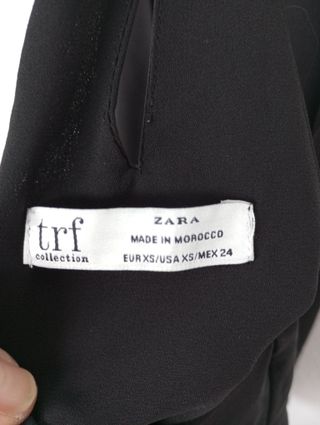 trf
collection
ZARA
MADE IN MOROCCO
EUR XS/USA XS/MEX 24